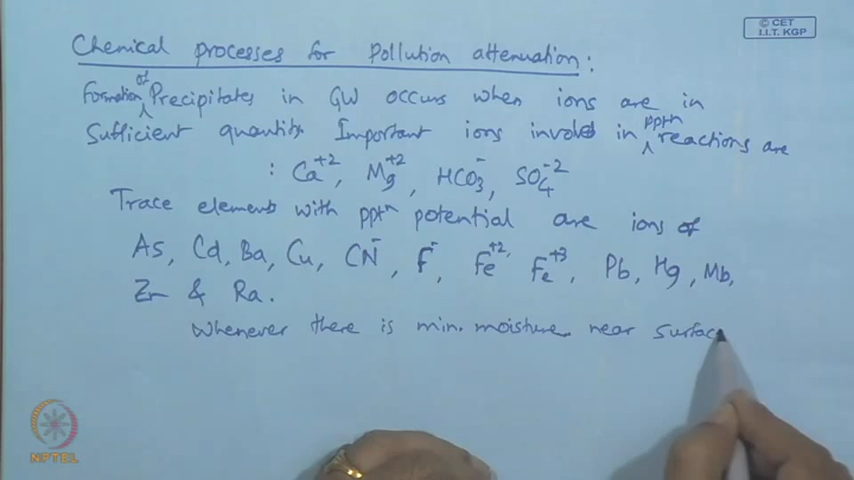 © CET
I.I.T. KGP
Chemical processes for Pollution attenuation:
Formation of Precipitates in GW occurs when ions are in
sufficient quantity Important ions involved in pptn reactions are
: Ca+2, Mg+2, HCO3-, SO4-2
Trace elements with pptn potential are ions of
As, Cd, Ba, Cu, CN-, F-, Fe+2, Fe+3, Pb, Hg, Mb,
Zn & Ra.
Whenever there is min. moisture near surfac
NPTEL